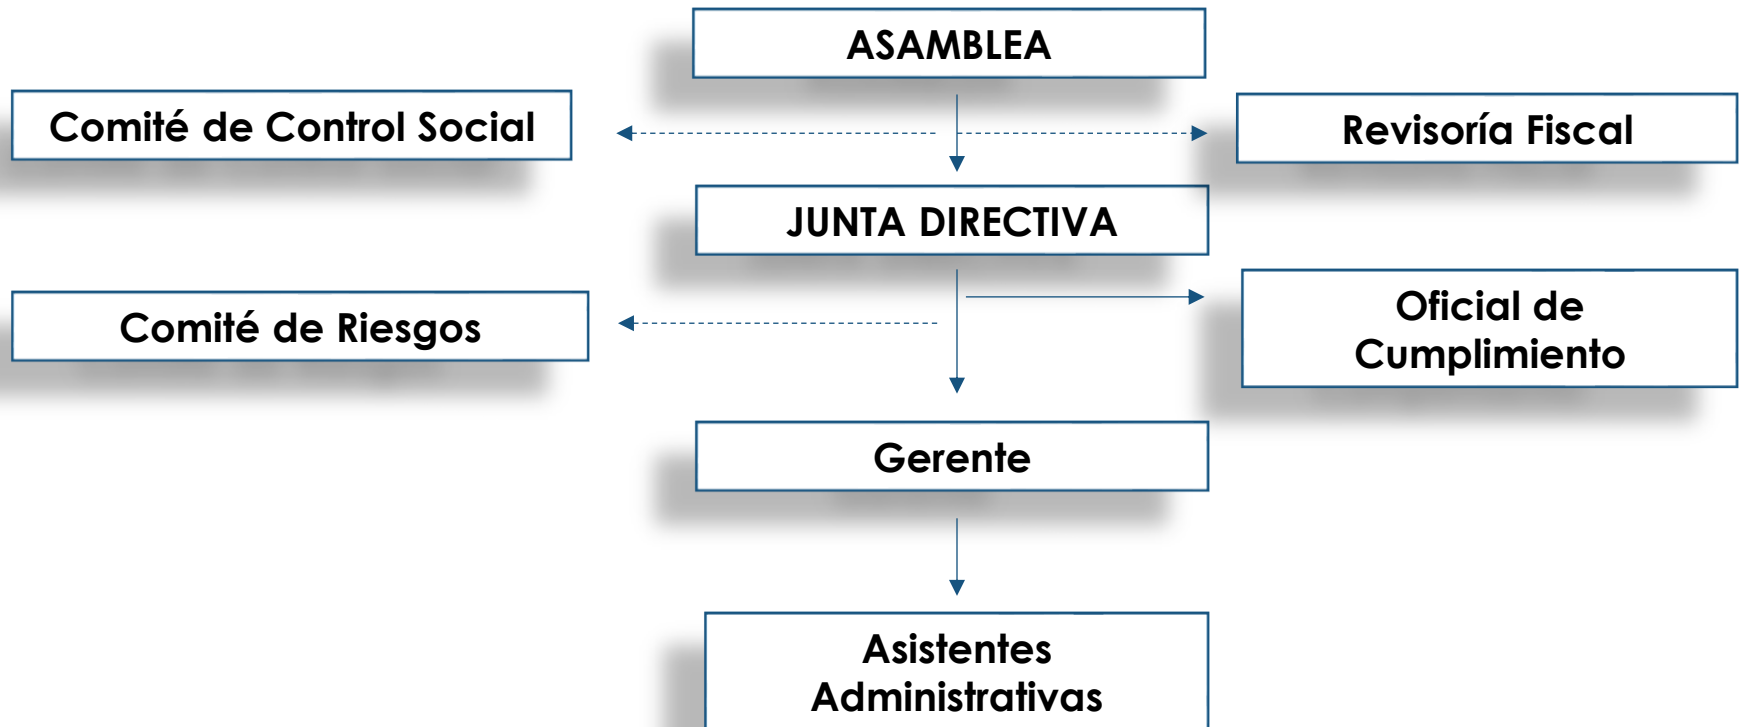 ASAMBLEA
Comité de Control Social
Revisoría Fiscal
JUNTA DIRECTIVA
Comité de Riesgos
Oficial de
Cumplimiento
Gerente
Asistentes
Administrativas